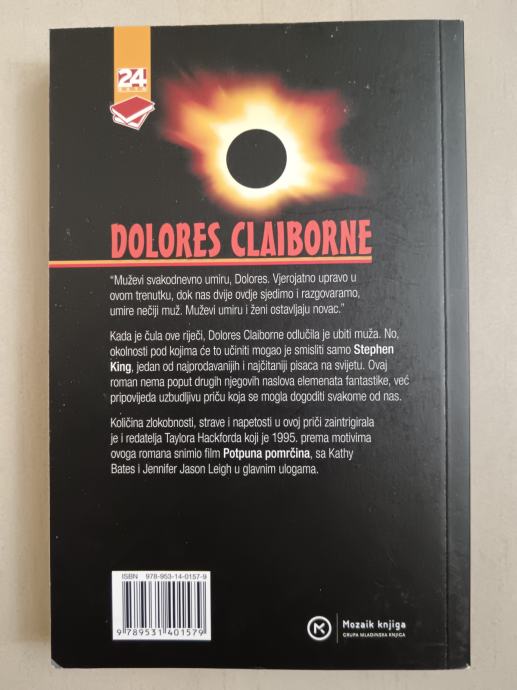 24
SATA
DOLORES CLAIBORNE
“Muževi svakodnevno umiru, Dolores. Vjerojatno upravo u
ovom trenutku, dok nas dvije ovdje sjedimo i razgovaramo,
umire nečiji muž. Muževi umiru i ženi ostavljaju novac.”
Kada je čula ove riječi, Dolores Claiborne odlučila je ubiti muža. No,
okolnosti pod kojima će to učiniti mogao je smisliti samo Stephen
King, jedan od najprodavanijih i najčitaniji pisaca na svijetu. Ovaj
roman nema poput drugih njegovih naslova elemenata fantastike, već
pripovijeda uzbudljivu priču koja se mogla dogoditi svakome od nas.
Količina zlokobnosti, strave i napetosti u ovoj priči zaintrigirala
je i redatelja Taylora Hackforda koji je 1995. prema motivima
ovoga romana snimio film Potpuna pomrčina, sa Kathy
Bates i Jennifer Jason Leigh u glavnim ulogama.
ISBN 978-953-14-0157-9
9 789531 401579
Mozaik knjiga
GRUPA MLADINSKA KNJIGA